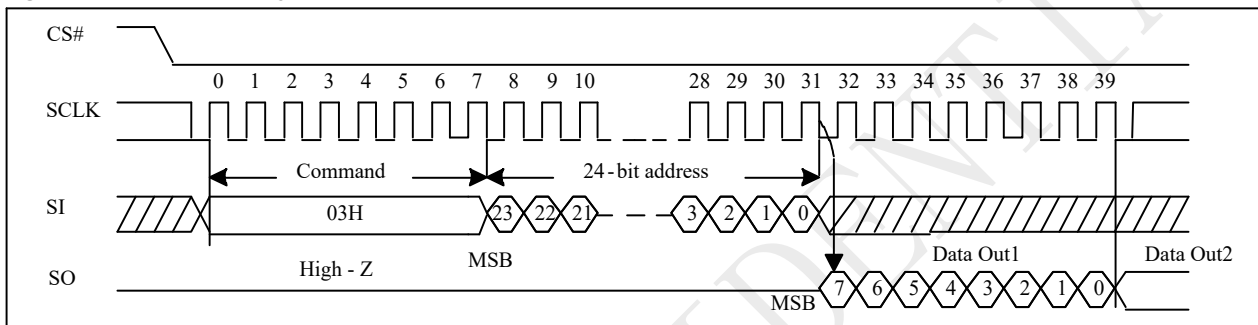 CS#
0 1 2 3 4 5 6 7 8 9 10 28 29 30 31 32 33 34 35 36 37 38 39
SCLK
Command 24-bit address
SI 03H 23 22 21 3 2 1 0
High - Z MSB Data Out1 Data Out2
SO MSB 7 6 5 4 3 2 1 0